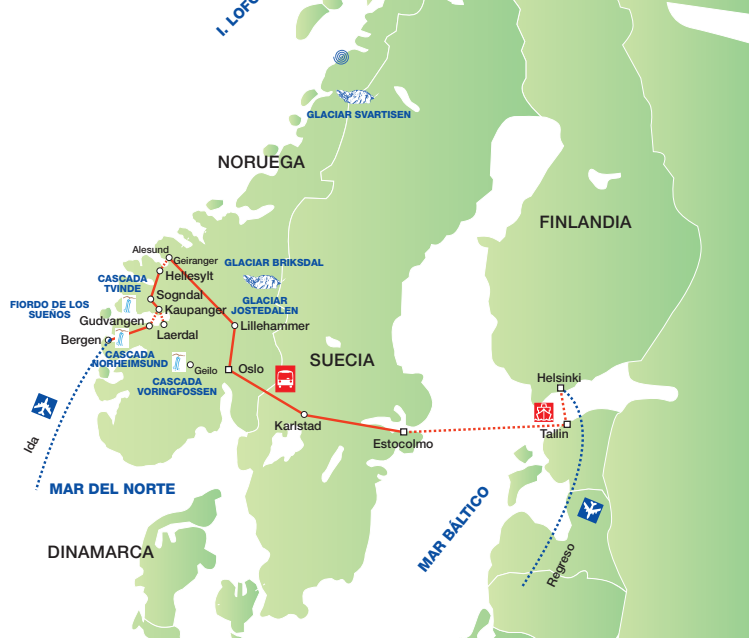 I. LOFO
GLACIAR SVARTISEN
NORUEGA
FINLANDIA
Alesund
Geiranger
GLACIAR BRIKSDAL
Hellesylt
CASCADA
TVINDE
GLACIAR
JOSTEDALEN
Sogndal
FIORDO DE LOS
SUEÑOS
Kaupanger
Gudvangen
Lillehammer
Laerdal
Bergen
CASCADA
NORHEIMSUND
SUECIA
Geilo
Oslo
CASCADA
VORINGFOSSEN
Helsinki
Karlstad
Tallin
Estocolmo
Ida
MAR DEL NORTE
MAR BÁLTICO
DINAMARCA
Regreso